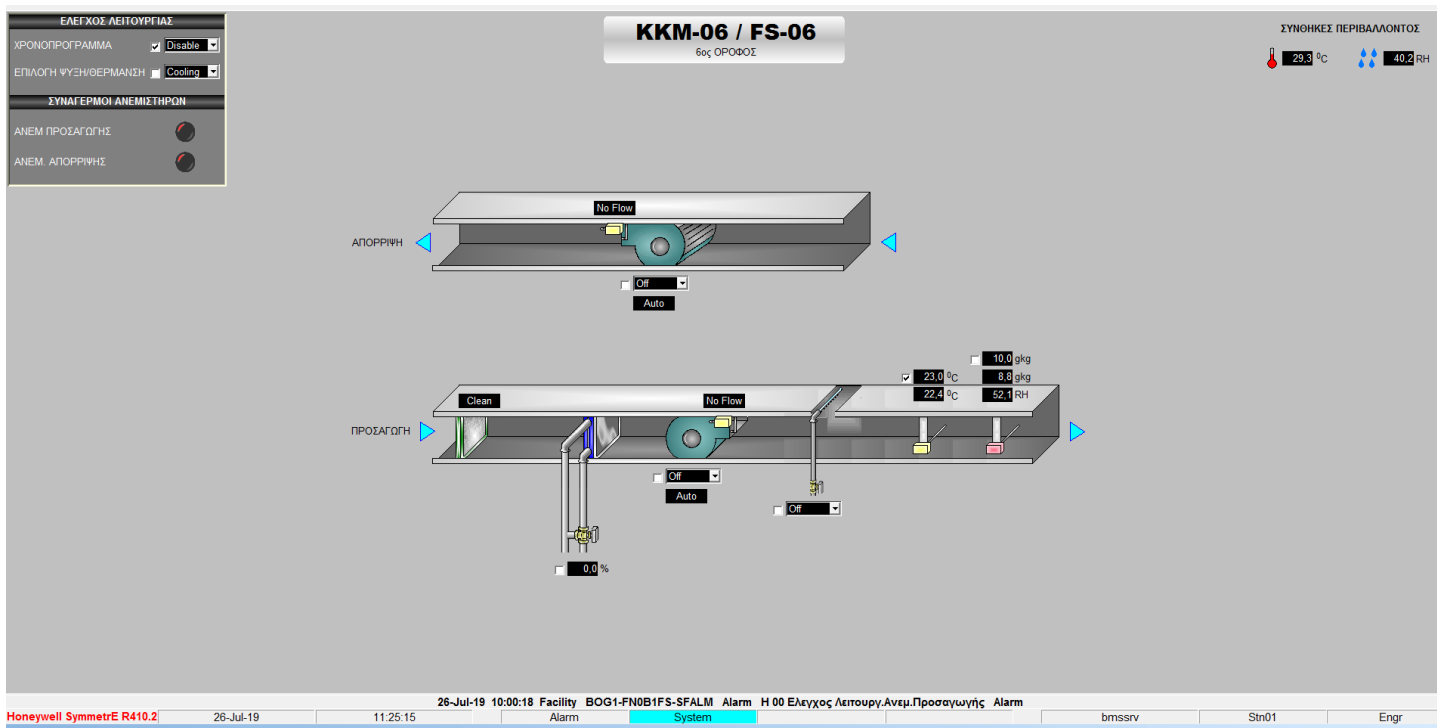 ΕΛΕΓΧΟΣ ΛΕΙΤΟΥΡΓΙΑΣ
ΧΡΟΝΟΠΡΟΓΡΑΜΜΑ Disable
ΕΠΙΛΟΓΗ ΨΥΞΗ/ΘΕΡΜΑΝΣΗ Cooling
ΣΥΝΑΓΕΡΜΟΙ ΑΝΕΜΙΣΤΗΡΩΝ
ΑΝΕΜ ΠΡΟΣΑΓΩΓΗΣ
ΑΝΕΜ. ΑΠΟΡΡΙΨΗΣ
KKM-06 / FS-06
6ος ΟΡΟΦΟΣ
ΣΥΝΘΗΚΕΣ ΠΕΡΙΒΑΛΛΟΝΤΟΣ
29,3 ⁰C 40,2 RH
No Flow
ΑΠΟΡΡΙΨΗ
Off
Auto
10,0 gkg
23,0 ⁰C 8,8 gkg
22,4 ⁰C 52,1 RH
Clean No Flow
ΠΡΟΣΑΓΩΓΗ
Off
Auto
Off
0,0 %
26-Jul-19 10:00:18 Facility BOG1-FN0B1FS-SFALM Alarm H 00 Ελεγχος Λειτουργ.Ανεμ.Προσαγωγής Alarm
Honeywell SymmetrE R410.2 26-Jul-19 11:25:15 Alarm System bmssrv Stn01 Engr